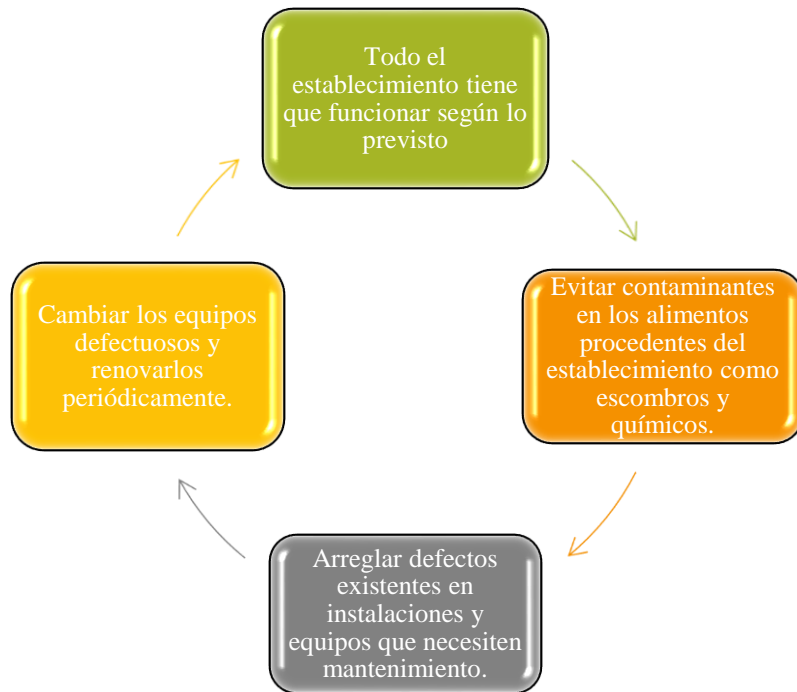 Todo el
establecimiento tiene
que funcionar según lo
previsto
Evitar contaminantes
en los alimentos
procedentes del
establecimiento como
escombros y
químicos.
Arreglar defectos
existentes en
instalaciones y
equipos que necesiten
mantenimiento.
Cambiar los equipos
defectuosos y
renovarlos
periódicamente.